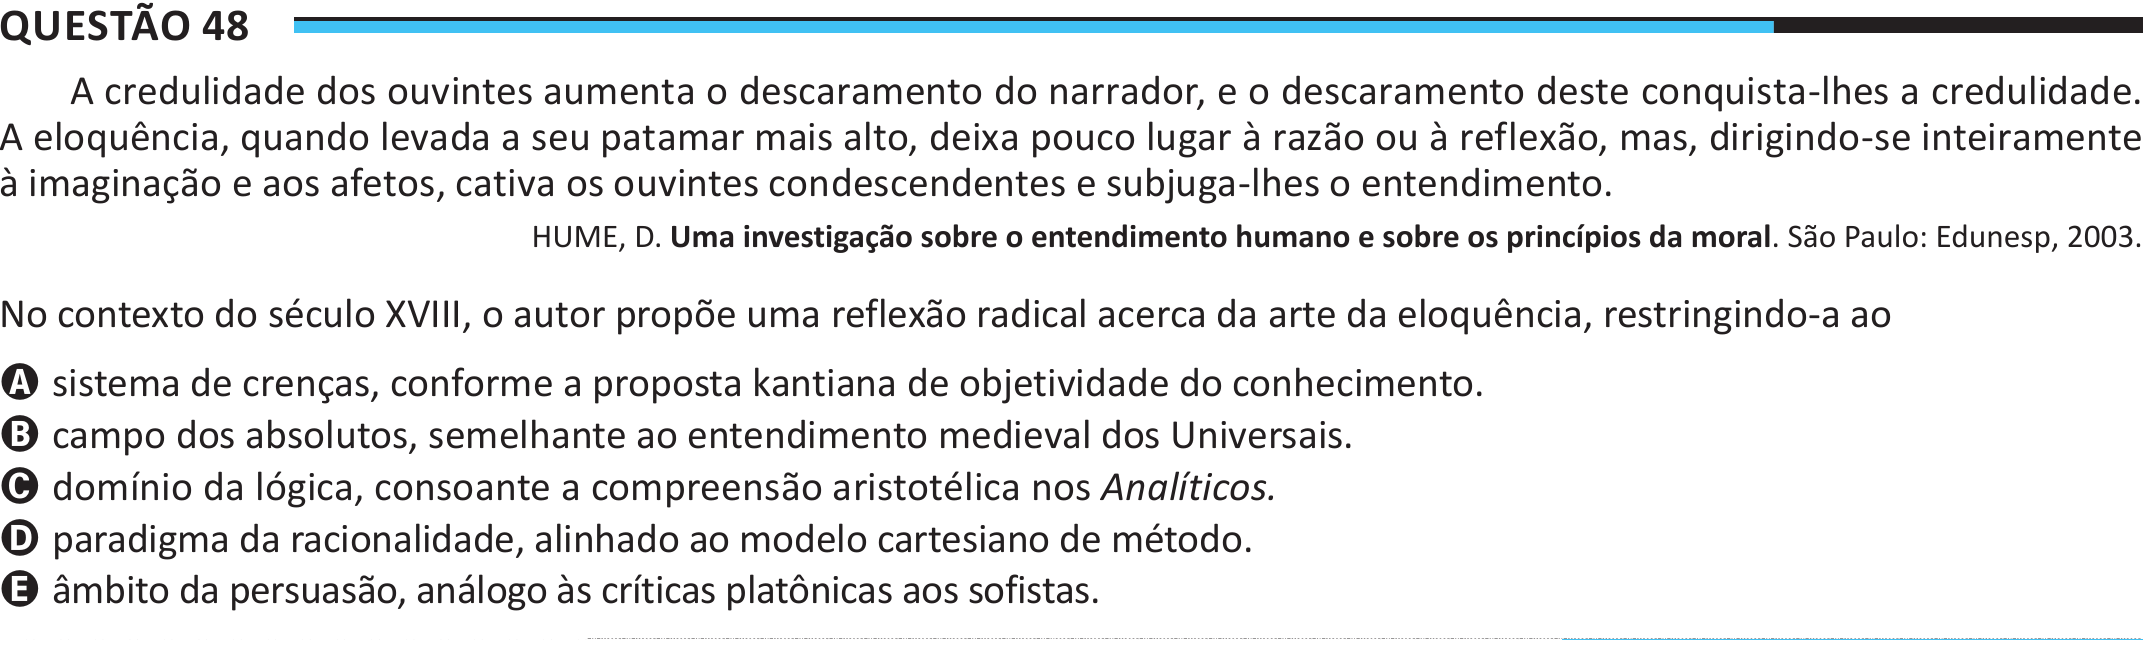 QUESTÃO 48
A credulidade dos ouvintes aumenta o descaramento do narrador, e o descaramento deste conquista-lhes a credulidade.
A eloquência, quando levada a seu patamar mais alto, deixa pouco lugar à razão ou à reflexão, mas, dirigindo-se inteiramente
à imaginação e aos afetos, cativa os ouvintes condescendentes e subjuga-lhes o entendimento.
HUME, D. Uma investigação sobre o entendimento humano e sobre os princípios da moral. São Paulo: Edunesp, 2003.
No contexto do século XVIII, o autor propõe uma reflexão radical acerca da arte da eloquência, restringindo-a ao
A sistema de crenças, conforme a proposta kantiana de objetividade do conhecimento.
B campo dos absolutos, semelhante ao entendimento medieval dos Universais.
C domínio da lógica, consoante a compreensão aristotélica nos Analíticos.
D paradigma da racionalidade, alinhado ao modelo cartesiano de método.
E âmbito da persuasão, análogo às críticas platônicas aos sofistas.